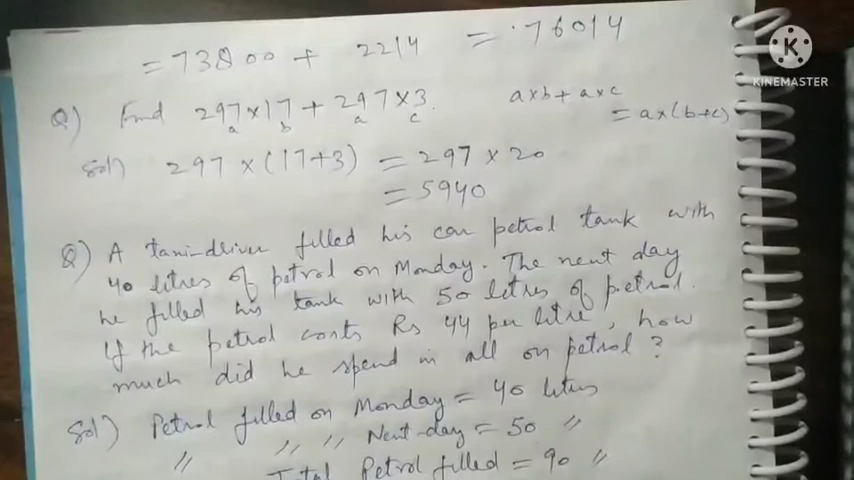 = 73800 + 2214 = .76014
KINEMASTER
Q) Find 297×17 + 297×3. a×b + a×c
a b a c = a×(b+c)
Sol) 297 × (17+3) = 297 × 20
= 5940
Q) A taxi-driver filled his car petrol tank with
40 litres of petrol on Monday. The next day
he filled his tank with 50 litres of petrol.
If the petrol costs Rs 44 per litre, how
much did he spend in all on petrol?
Sol) Petrol filled on Monday = 40 litres
" " " Next-day = 50 "
Total Petrol filled = 90 "